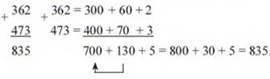 + 362 + 362 = 300 + 60 + 2
473 473 = 400 + 70 + 3
835 700 + 130 + 5 = 800 + 30 + 5 = 835.